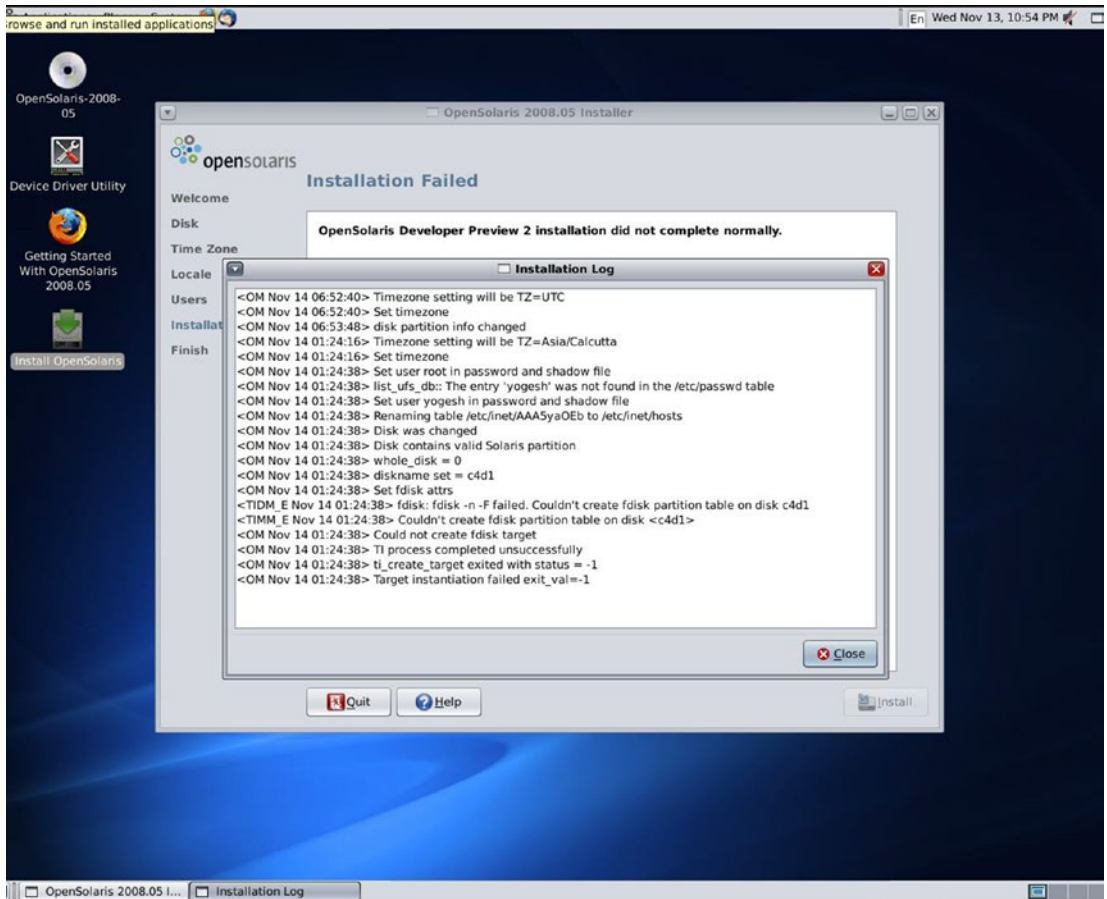 Browse and run installed applications
En Wed Nov 13, 10:54 PM
OpenSolaris-2008-
05
Device Driver Utility
Getting Started
With OpenSolaris
2008.05
Install OpenSolaris
OpenSolaris 2008.05 Installer
opensolaris
Installation Failed
Welcome
Disk
Time Zone
Locale
Users
Installat
Finish
OpenSolaris Developer Preview 2 installation did not complete normally.
Installation Log
<OM Nov 14 06:52:40> Timezone setting will be TZ=UTC
<OM Nov 14 06:52:40> Set timezone
<OM Nov 14 06:53:48> disk partition info changed
<OM Nov 14 01:24:16> Timezone setting will be TZ=Asia/Calcutta
<OM Nov 14 01:24:16> Set timezone
<OM Nov 14 01:24:38> Set user root in password and shadow file
<OM Nov 14 01:24:38> list_ufs_db:: The entry 'yogesh' was not found in the /etc/passwd table
<OM Nov 14 01:24:38> Set user yogesh in password and shadow file
<OM Nov 14 01:24:38> Renaming table /etc/inet/AAA5yaOEb to /etc/inet/hosts
<OM Nov 14 01:24:38> Disk was changed
<OM Nov 14 01:24:38> Disk contains valid Solaris partition
<OM Nov 14 01:24:38> whole_disk = 0
<OM Nov 14 01:24:38> diskname set = c4d1
<OM Nov 14 01:24:38> Set fdisk attrs
<TIDM_E Nov 14 01:24:38> fdisk: fdisk -n -F failed. Couldn't create fdisk partition table on disk c4d1
<TIMM_E Nov 14 01:24:38> Couldn't create fdisk partition table on disk <c4d1>
<OM Nov 14 01:24:38> Could not create fdisk target
<OM Nov 14 01:24:38> TI process completed unsuccessfully
<OM Nov 14 01:24:38> ti_create_target exited with status = -1
<OM Nov 14 01:24:38> Target instantiation failed exit_val=-1
Close
Quit
Help
Install
OpenSolaris 2008.05 I...
Installation Log